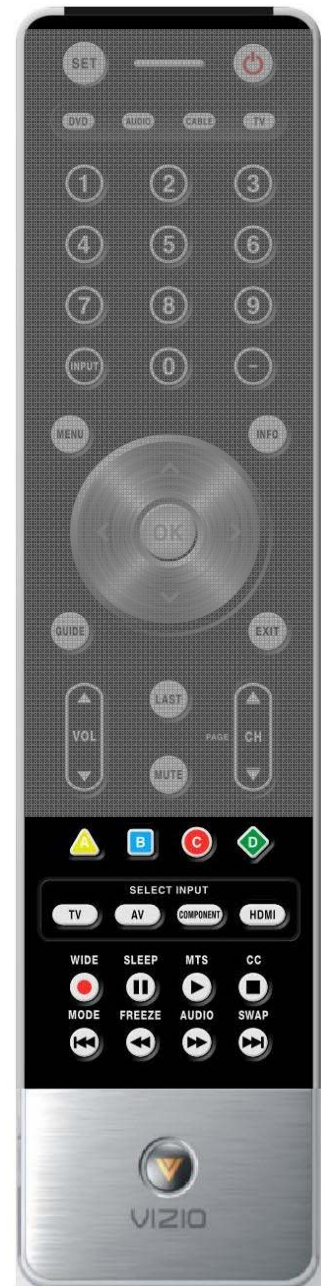 SET
DVD AUDIO CABLE TV
1 2 3
4 5 6
7 8 9
INPUT 0 -
MENU INFO
OK
GUIDE EXIT
LAST
VOL PAGE CH
MUTE
A B C D
SELECT INPUT
TV AV COMPONENT HDMI
WIDE SLEEP MTS CC
MODE FREEZE AUDIO SWAP
V
VIZIO